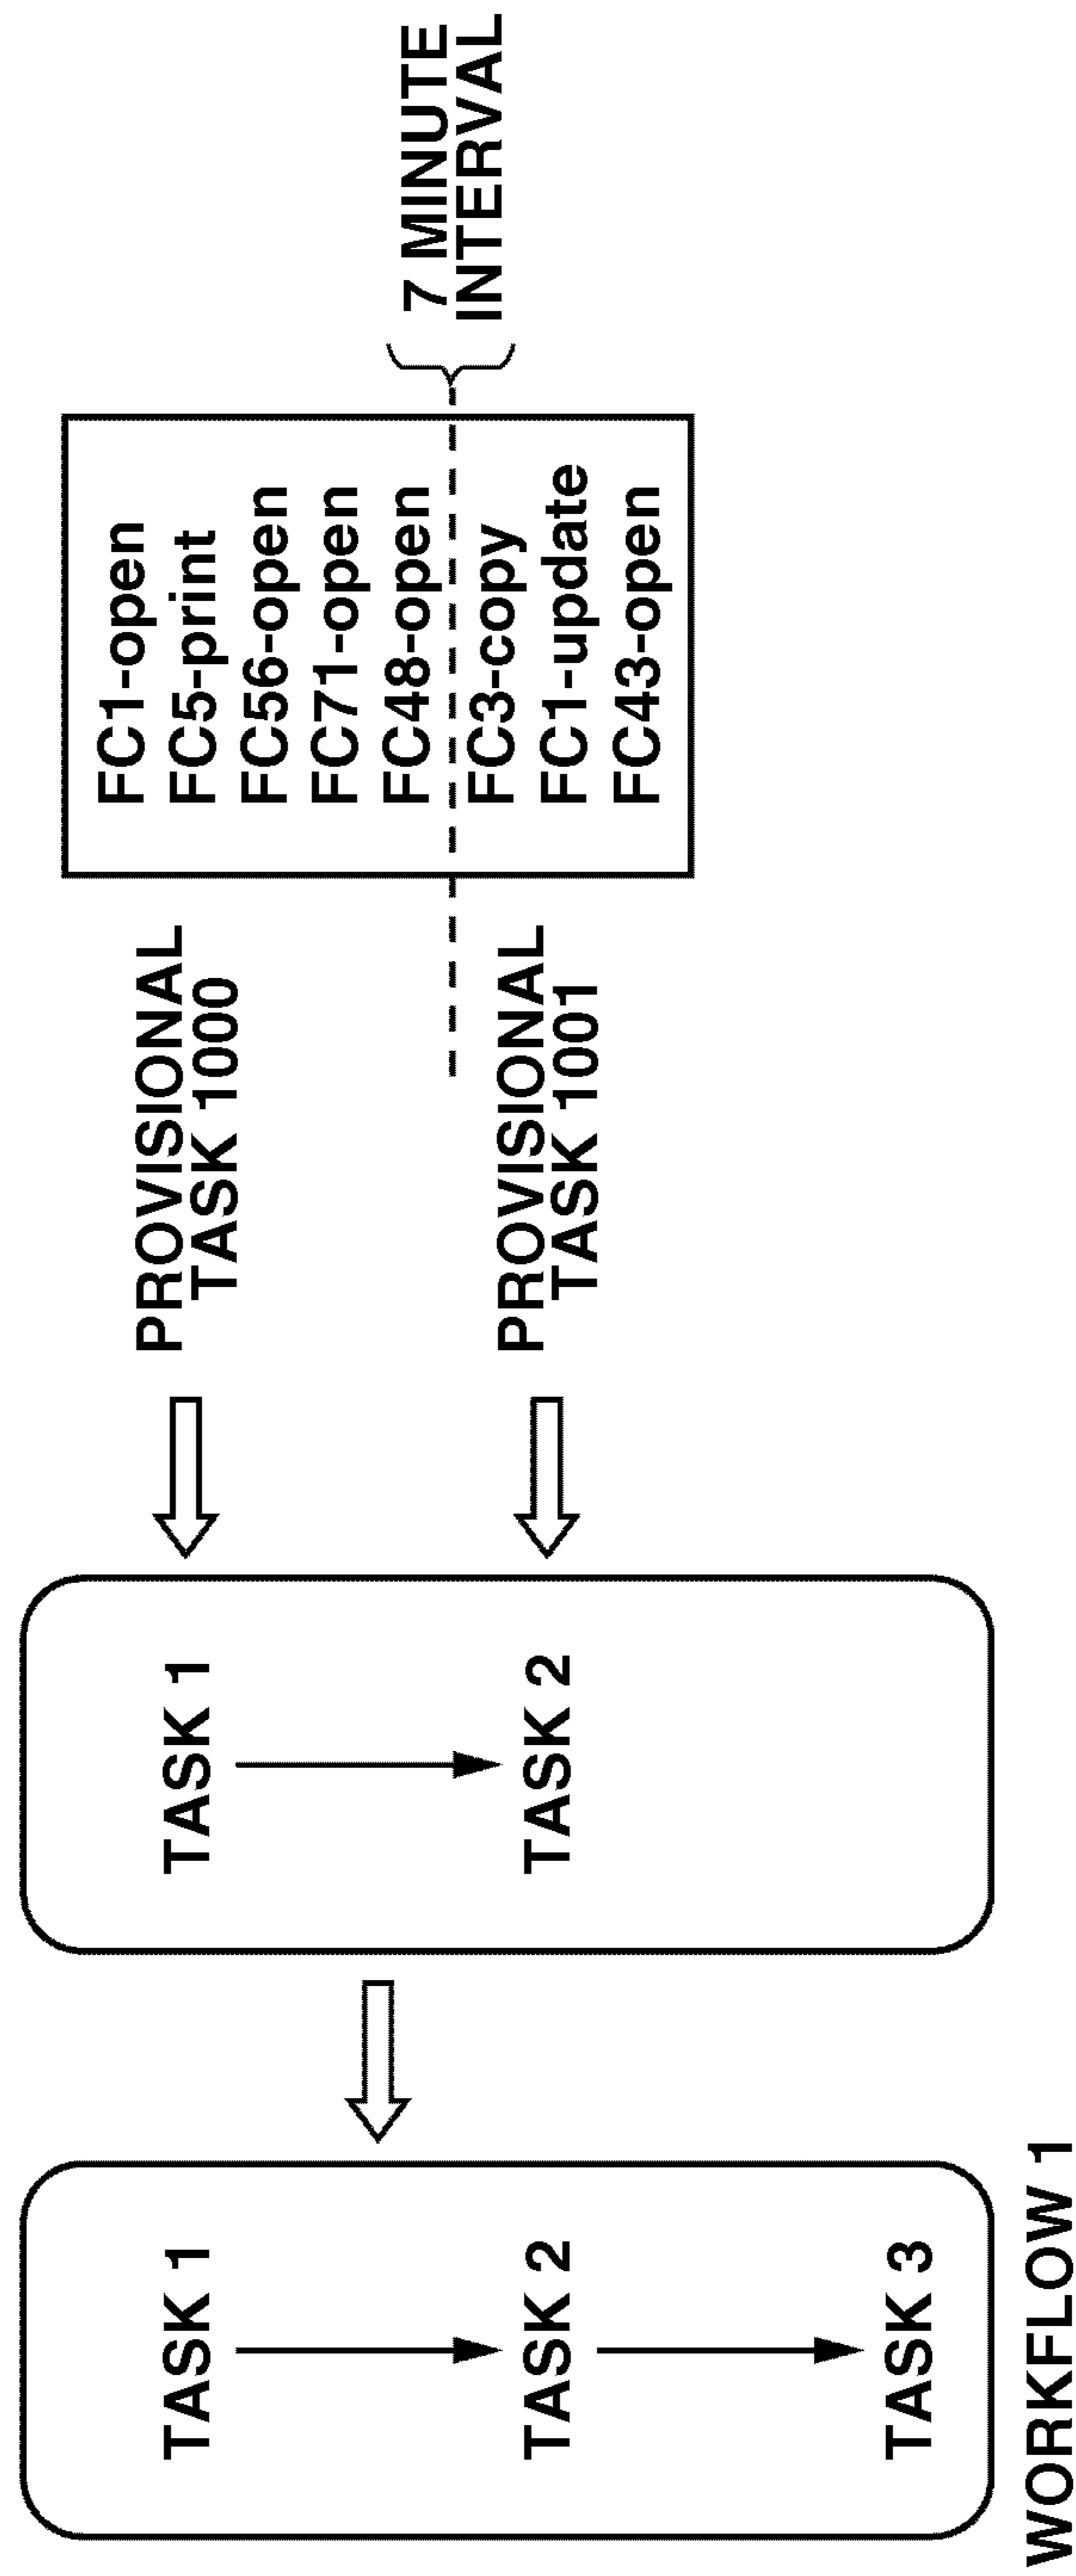 TASK 1
TASK 2
TASK 3
WORKFLOW 1
TASK 1
TASK 2
PROVISIONAL
TASK 1000
PROVISIONAL
TASK 1001
FC1-open
FC5-print
FC56-open
FC71-open
FC48-open
FC3-copy
FC1-update
FC43-open
7 MINUTE
INTERVAL